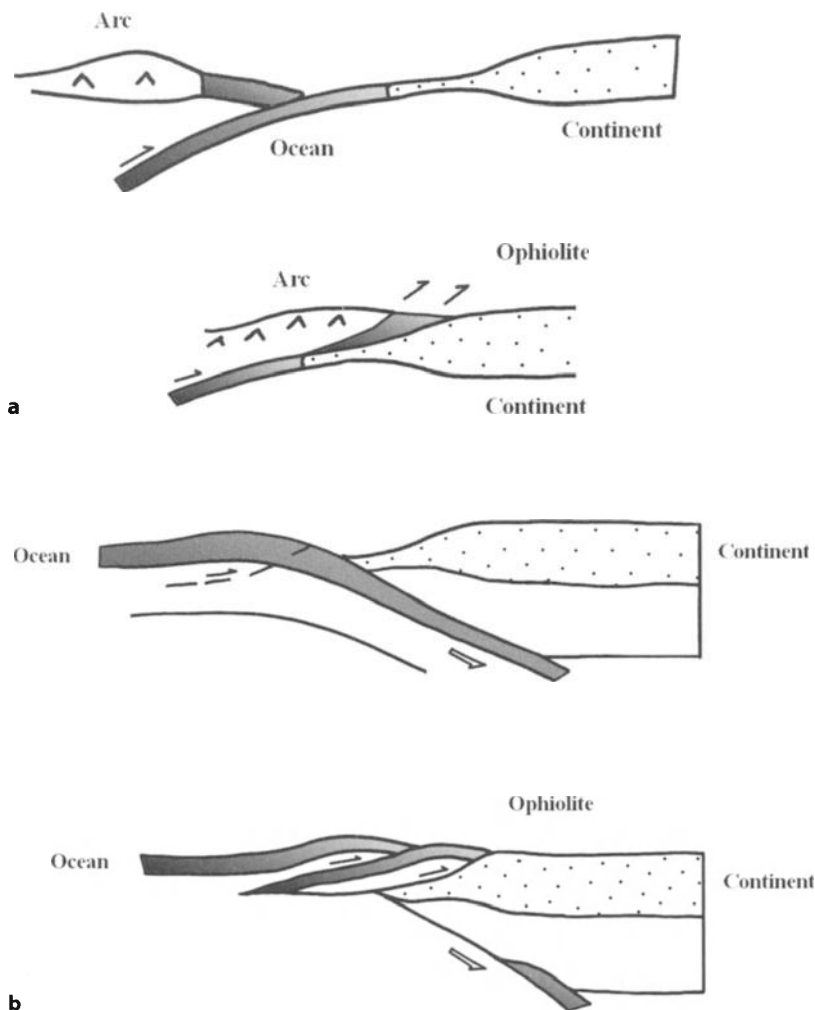 Arc
Ocean
Continent
Ophiolite
Arc
Continent
a
Ocean
Continent
Ophiolite
Ocean
Continent
b